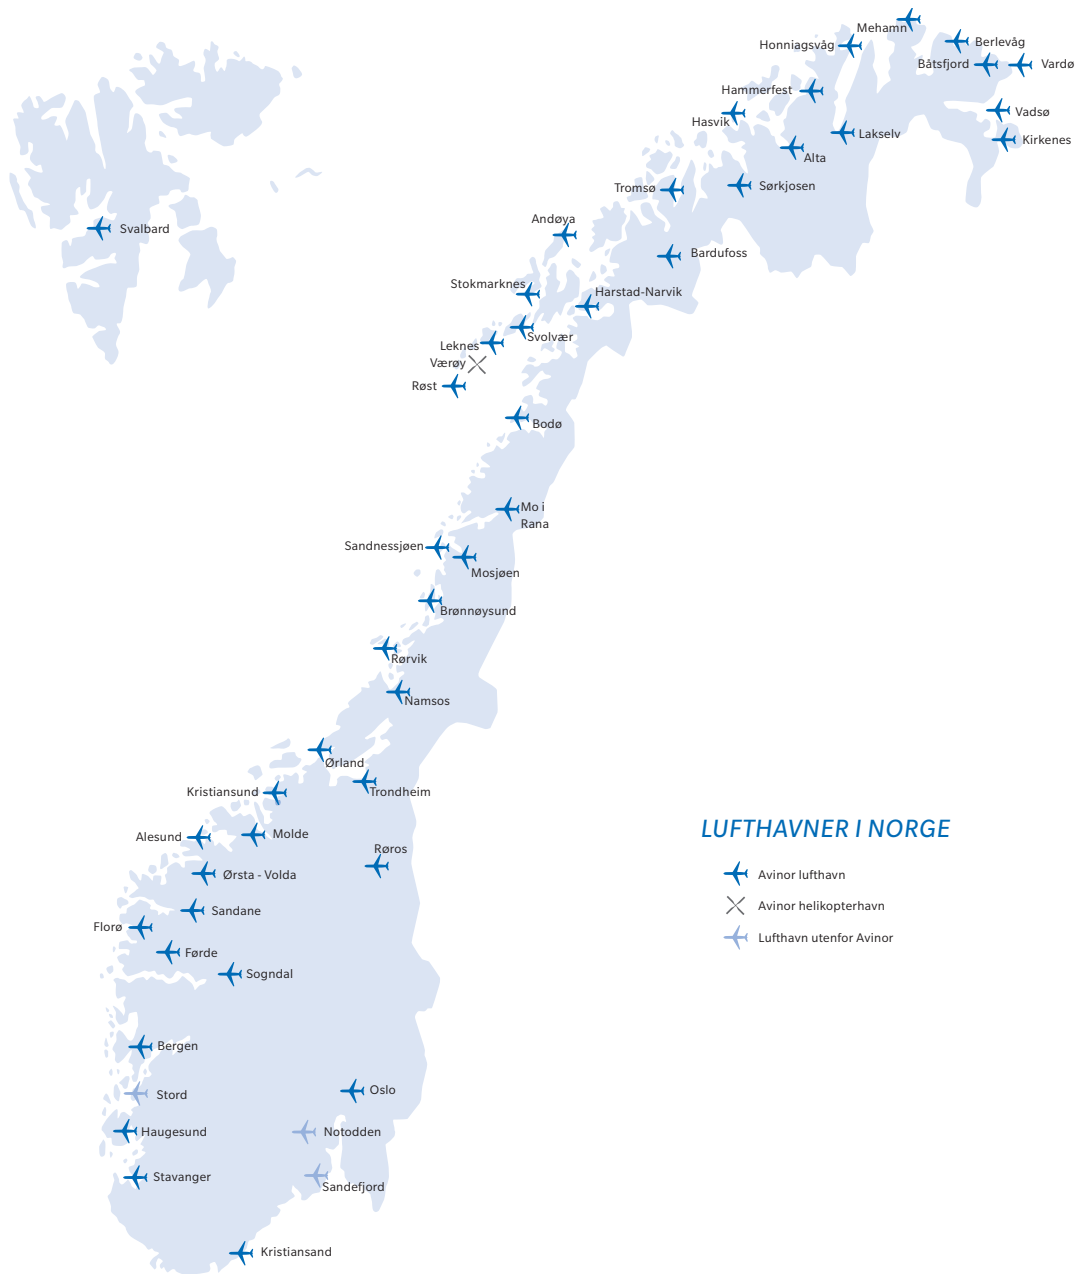 Mehamn
Berlevåg
Honniagsvåg
Båtsfjord
Vardø
Hammerfest
Hasvik
Vadsø
Lakselv
Kirkenes
Alta
Tromsø
Sørkjosen
Andøya
Svalbard
Bardufoss
Stokmarknes
Harstad-Narvik
Svolvær
Leknes
Værøy
Røst
Bodø
Mo i
Rana
Sandnessjøen
Mosjøen
Brønnøysund
Rørvik
Namsos
Ørland
Kristiansund
Trondheim
Alesund
Molde
Røros
Ørsta - Volda
Sandane
Florø
Førde
Sogndal
Bergen
Stord
Oslo
Haugesund
Notodden
Stavanger
Sandefjord
Kristiansand
LUFTHAVNER I NORGE
Avinor lufthavn
Avinor helikopterhavn
Lufthavn utenfor Avinor